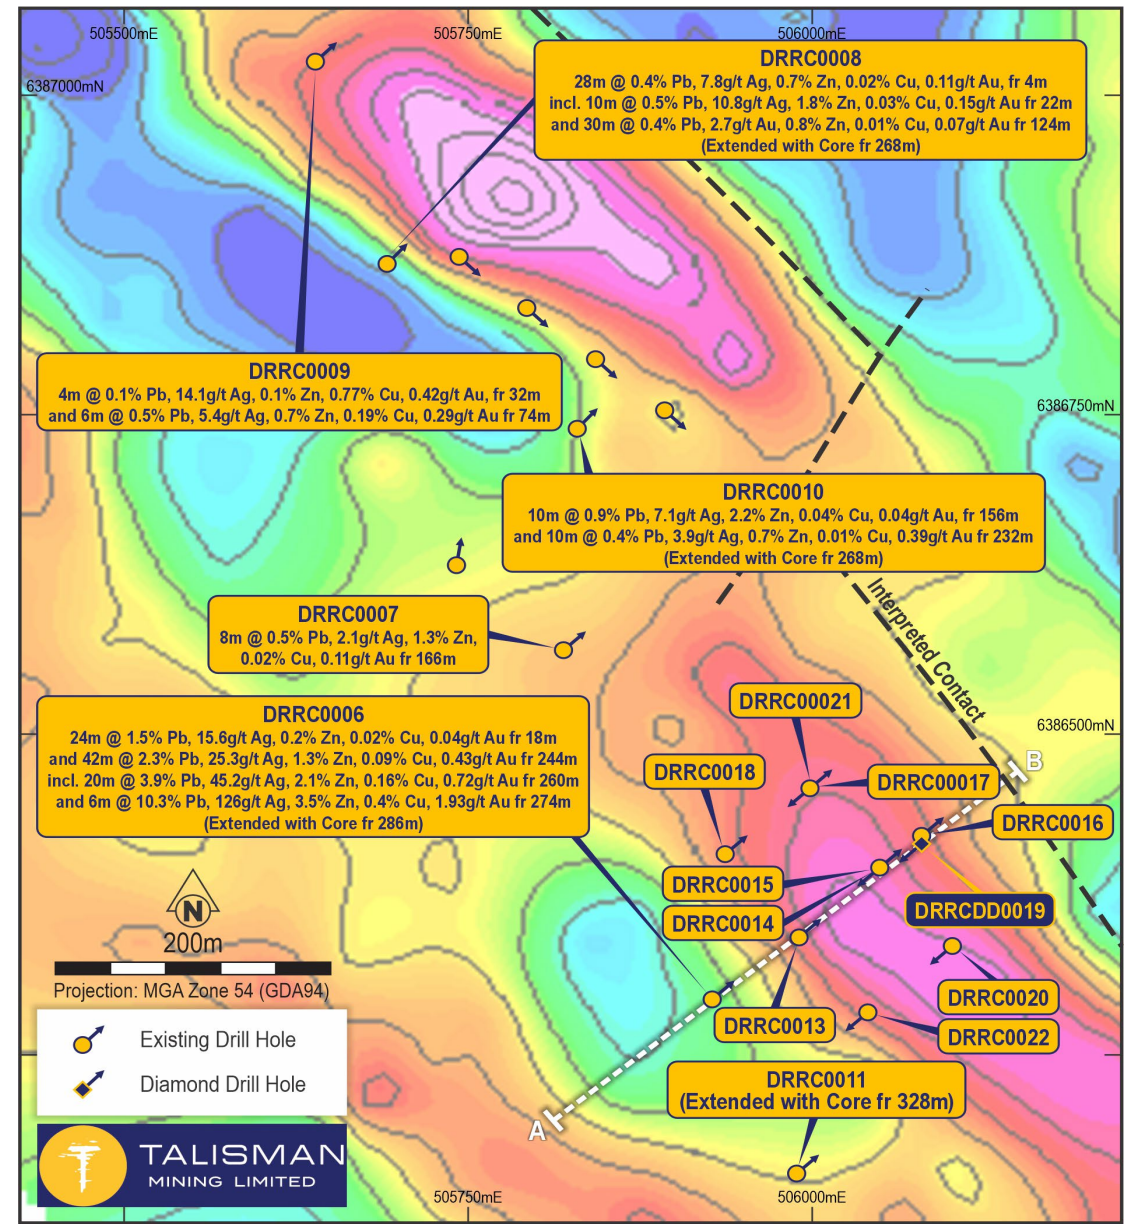 505500mE
505750mE
506000mE
6387000mN
DRRC0008
28m @ 0.4% Pb, 7.8g/t Ag, 0.7% Zn, 0.02% Cu, 0.11g/t Au, fr 4m
incl. 10m @ 0.5% Pb, 10.8g/t Ag, 1.8% Zn, 0.03% Cu, 0.15g/t Au fr 22m
and 30m @ 0.4% Pb, 2.7g/t Au, 0.8% Zn, 0.01% Cu, 0.07g/t Au fr 124m
(Extended with Core fr 268m)
DRRC0009
4m @ 0.1% Pb, 14.1g/t Ag, 0.1% Zn, 0.77% Cu, 0.42g/t Au, fr 32m
and 6m @ 0.5% Pb, 5.4g/t Ag, 0.7% Zn, 0.19% Cu, 0.29g/t Au fr 74m
6386750mN
DRRC0010
10m @ 0.9% Pb, 7.1g/t Ag, 2.2% Zn, 0.04% Cu, 0.04g/t Au, fr 156m
and 10m @ 0.4% Pb, 3.9g/t Ag, 0.7% Zn, 0.01% Cu, 0.39g/t Au fr 232m
(Extended with Core fr 268m)
Interpreted Contact
DRRC0007
8m @ 0.5% Pb, 2.1g/t Ag, 1.3% Zn,
0.02% Cu, 0.11g/t Au fr 166m
DRRC0006
24m @ 1.5% Pb, 15.6g/t Ag, 0.2% Zn, 0.02% Cu, 0.04g/t Au fr 18m
and 42m @ 2.3% Pb, 25.3g/t Ag, 1.3% Zn, 0.09% Cu, 0.43g/t Au fr 244m
incl. 20m @ 3.9% Pb, 45.2g/t Ag, 2.1% Zn, 0.16% Cu, 0.72g/t Au fr 260m
and 6m @ 10.3% Pb, 126g/t Ag, 3.5% Zn, 0.4% Cu, 1.93g/t Au fr 274m
(Extended with Core fr 286m)
DRRC00021
6386500mN
DRRC0018
DRRC00017
B
DRRC0016
DRRC0015
DRRC0014
DRRCDD0019
DRRC0020
DRRC0013
DRRC0022
DRRC0011
(Extended with Core fr 328m)
A
N
200m
Projection: MGA Zone 54 (GDA94)
Existing Drill Hole
Diamond Drill Hole
TALISMAN
MINING LIMITED
505750mE
506000mE